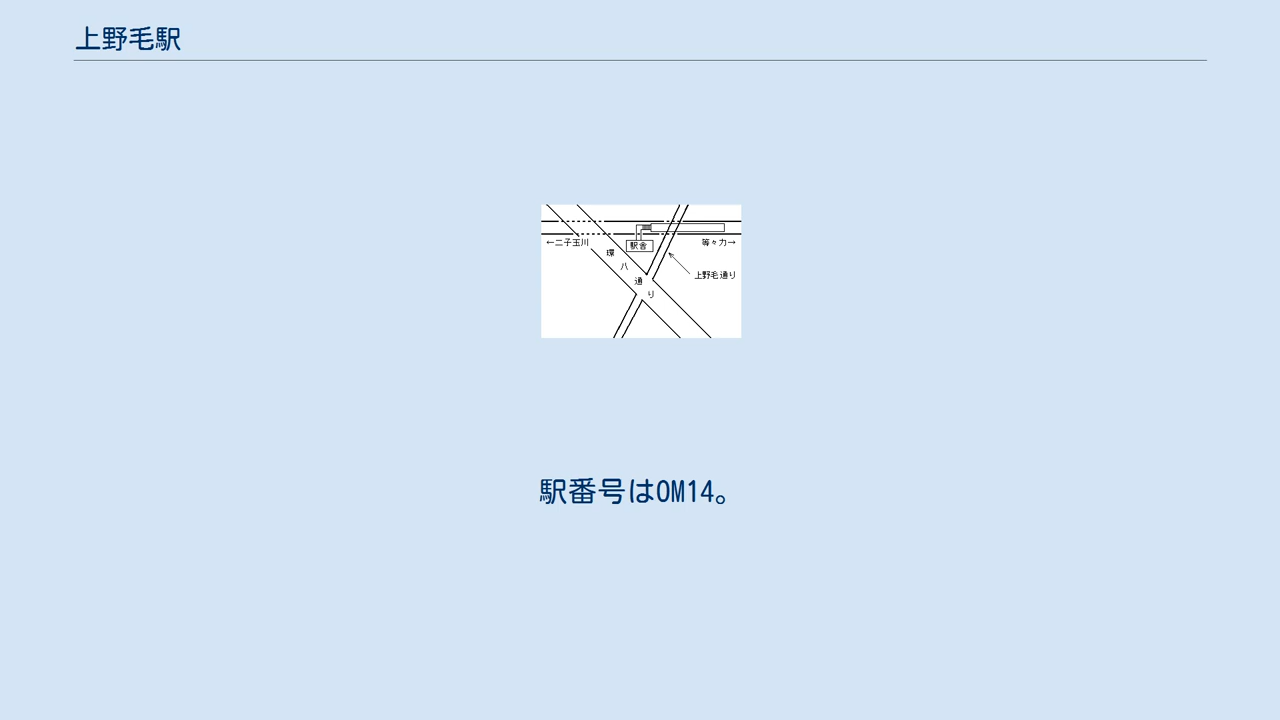 上野毛駅
←二子玉川
駅舎
等々力→
環八通り
上野毛通り
駅番号はOM14。